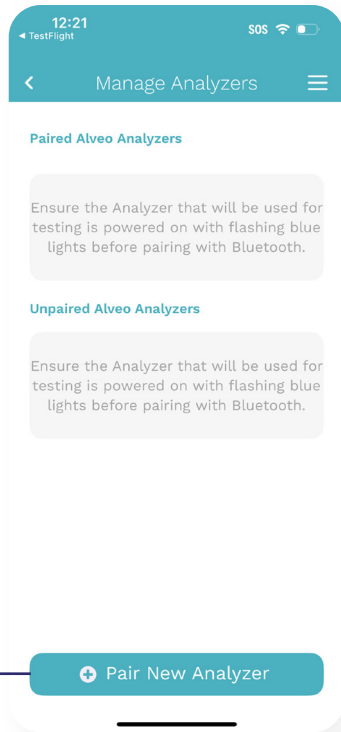 12:21
SOS
◀ TestFlight
Manage Analyzers
Paired Alveo Analyzers
Ensure the Analyzer that will be used for
testing is powered on with flashing blue
lights before pairing with Bluetooth.
Unpaired Alveo Analyzers
Ensure the Analyzer that will be used for
testing is powered on with flashing blue
lights before pairing with Bluetooth.
Pair New Analyzer